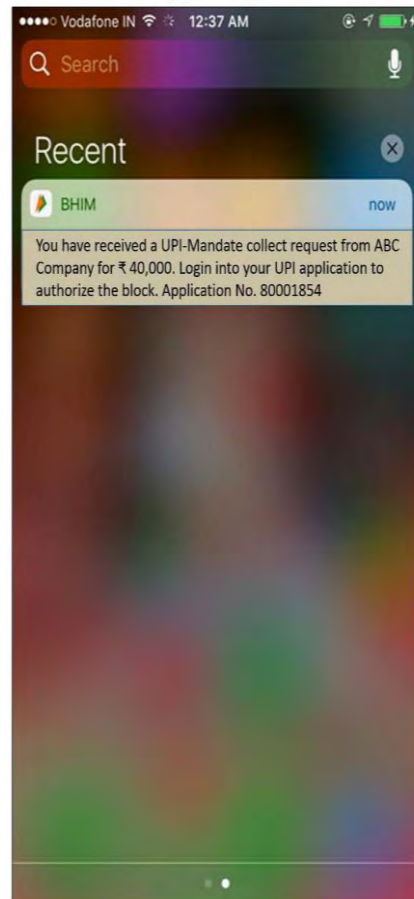 Vodafone IN 12:37 AM
Search
Recent
BHIM now
You have received a UPI-Mandate collect request from ABC
Company for ₹ 40,000. Login into your UPI application to
authorize the block. Application No. 80001854